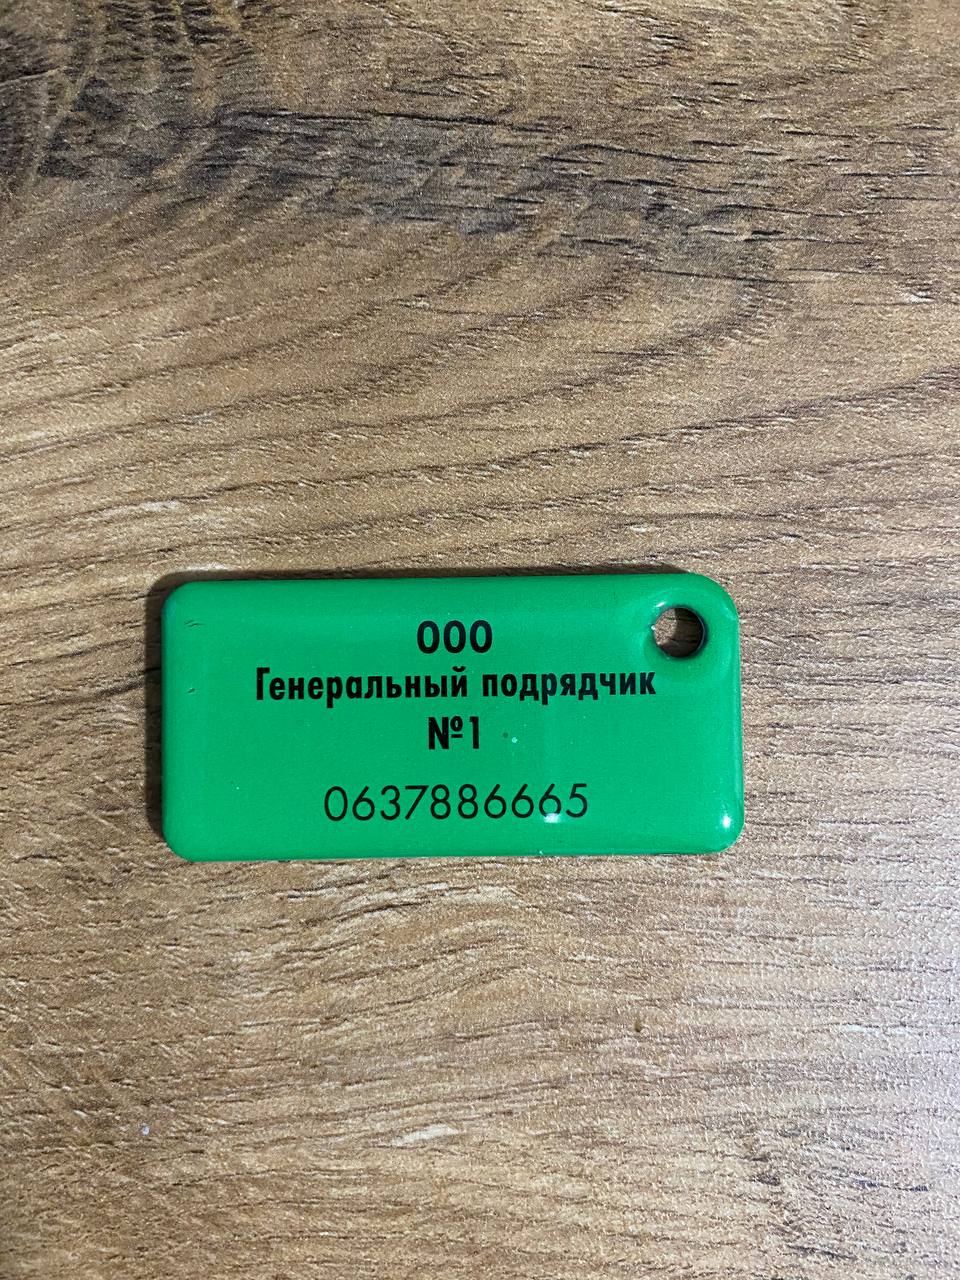 ООО
Генеральный подрядчик
№1
0637886665